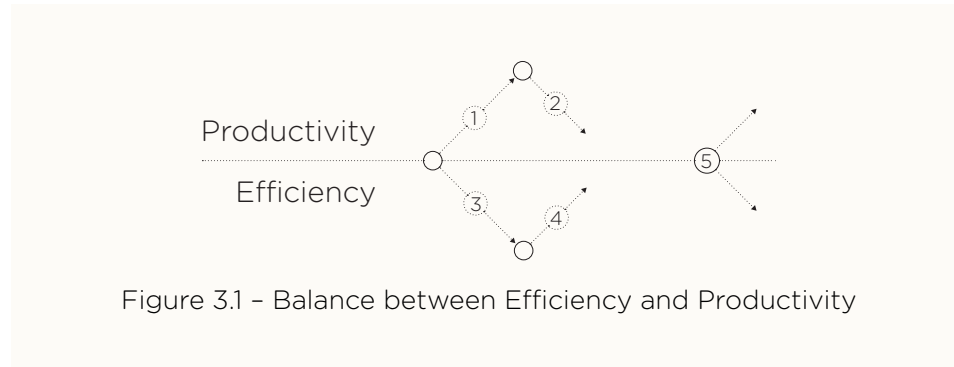 2
1
Productivity
5
Efficiency
3
4
Figure 3.1 – Balance between Efficiency and Productivity